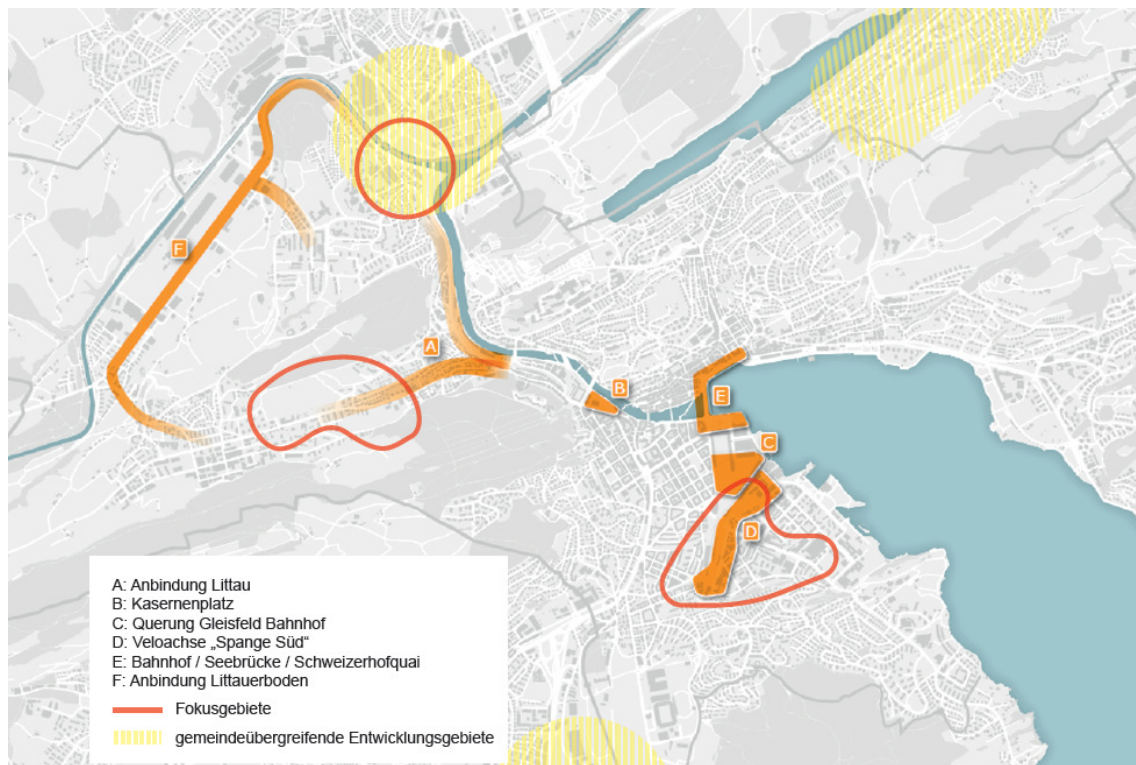 F
A
B
E
C
D
A: Anbindung Littau
B: Kasernenplatz
C: Querung Gleisfeld Bahnhof
D: Veloachse „Spange Süd“
E: Bahnhof / Seebrücke / Schweizerhofquai
F: Anbindung Littauerboden
Fokusgebiete
gemeindeübergreifende Entwicklungsgebiete